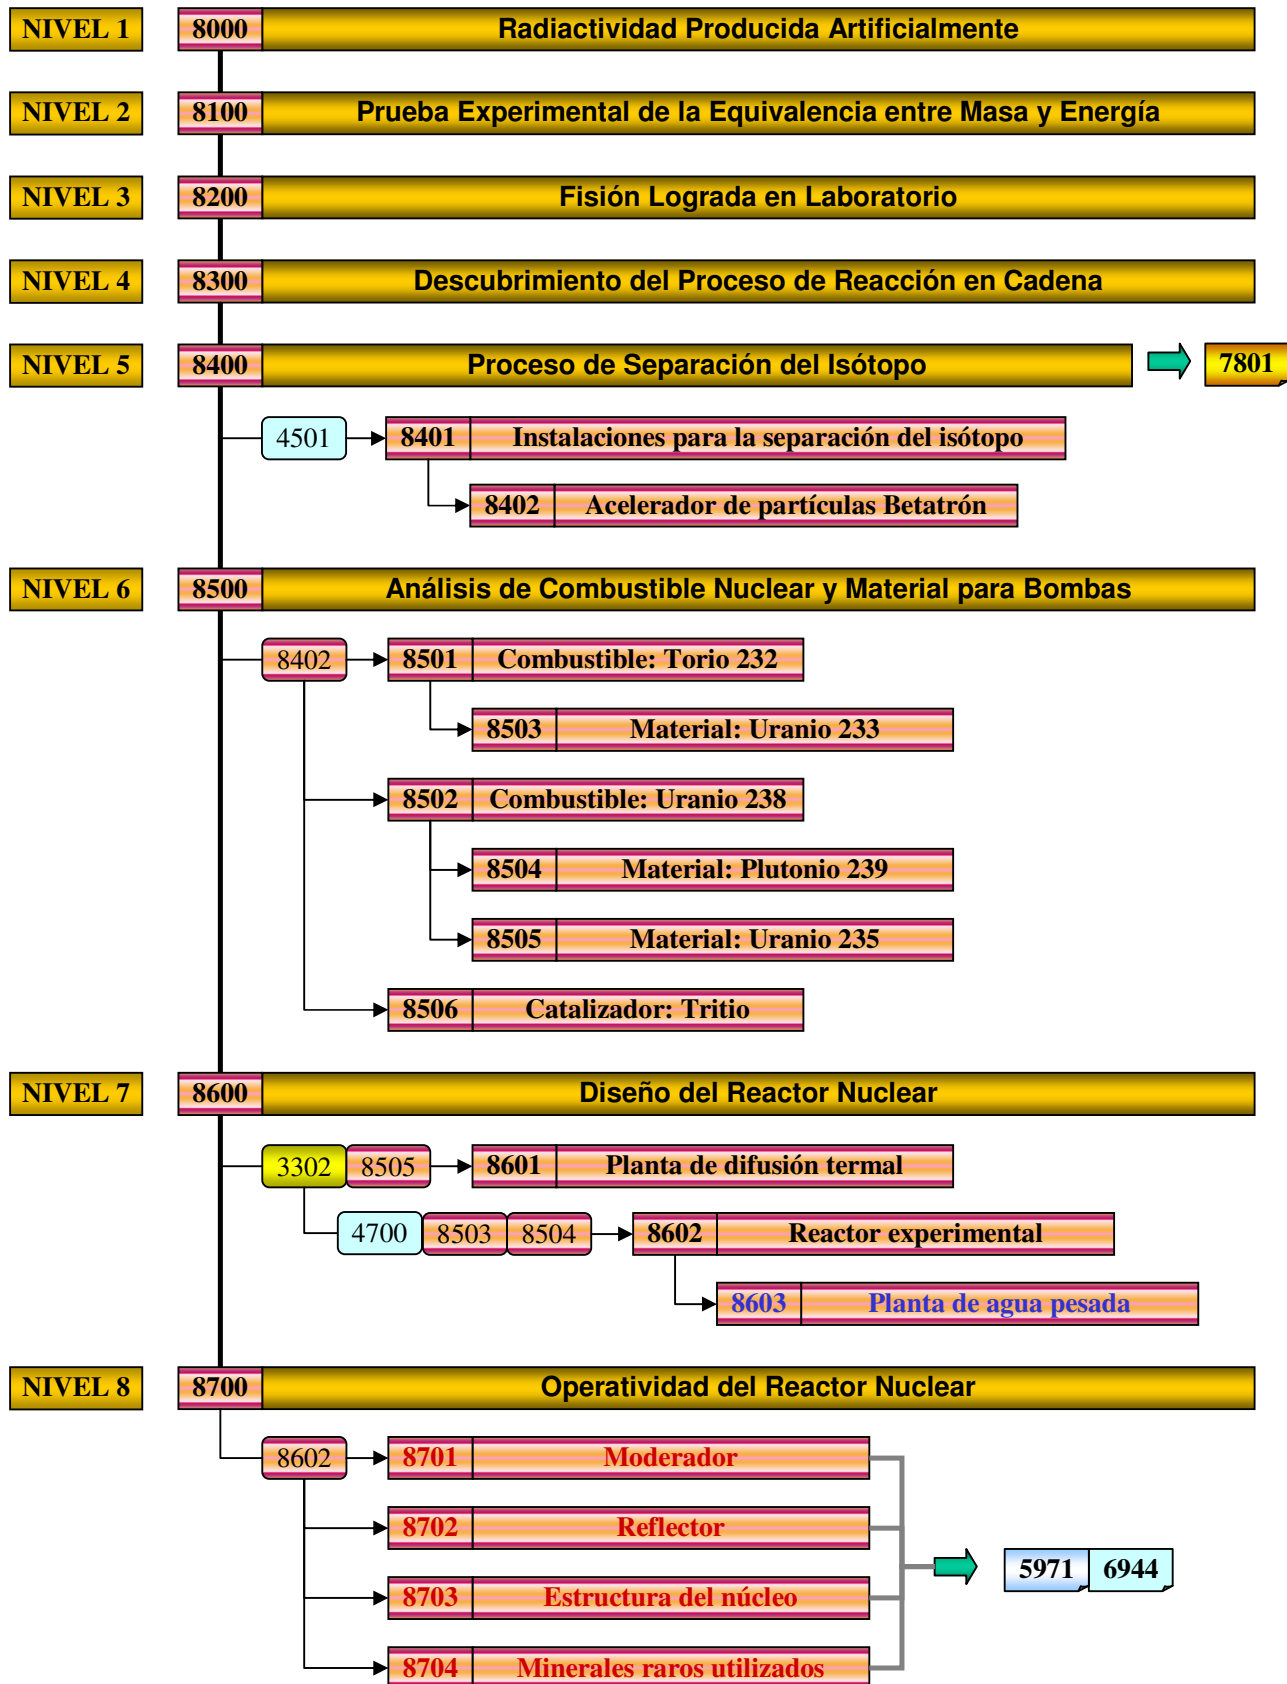 NIVEL 1 8000 Radiactividad Producida Artificialmente
NIVEL 2 8100 Prueba Experimental de la Equivalencia entre Masa y Energía
NIVEL 3 8200 Fisión Lograda en Laboratorio
NIVEL 4 8300 Descubrimiento del Proceso de Reacción en Cadena
NIVEL 5 8400 Proceso de Separación del Isótopo 7801
4501 8401 Instalaciones para la separación del isótopo
8402 Acelerador de partículas Betatrón
NIVEL 6 8500 Análisis de Combustible Nuclear y Material para Bombas
8402 8501 Combustible: Torio 232
8503 Material: Uranio 233
8502 Combustible: Uranio 238
8504 Material: Plutonio 239
8505 Material: Uranio 235
8506 Catalizador: Tritio
NIVEL 7 8600 Diseño del Reactor Nuclear
3302 8505 8601 Planta de difusión termal
4700 8503 8504 8602 Reactor experimental
8603 Planta de agua pesada
NIVEL 8 8700 Operatividad del Reactor Nuclear
8602 8701 Moderador
8702 Reflector
5971 6944
8703 Estructura del núcleo
8704 Minerales raros utilizados